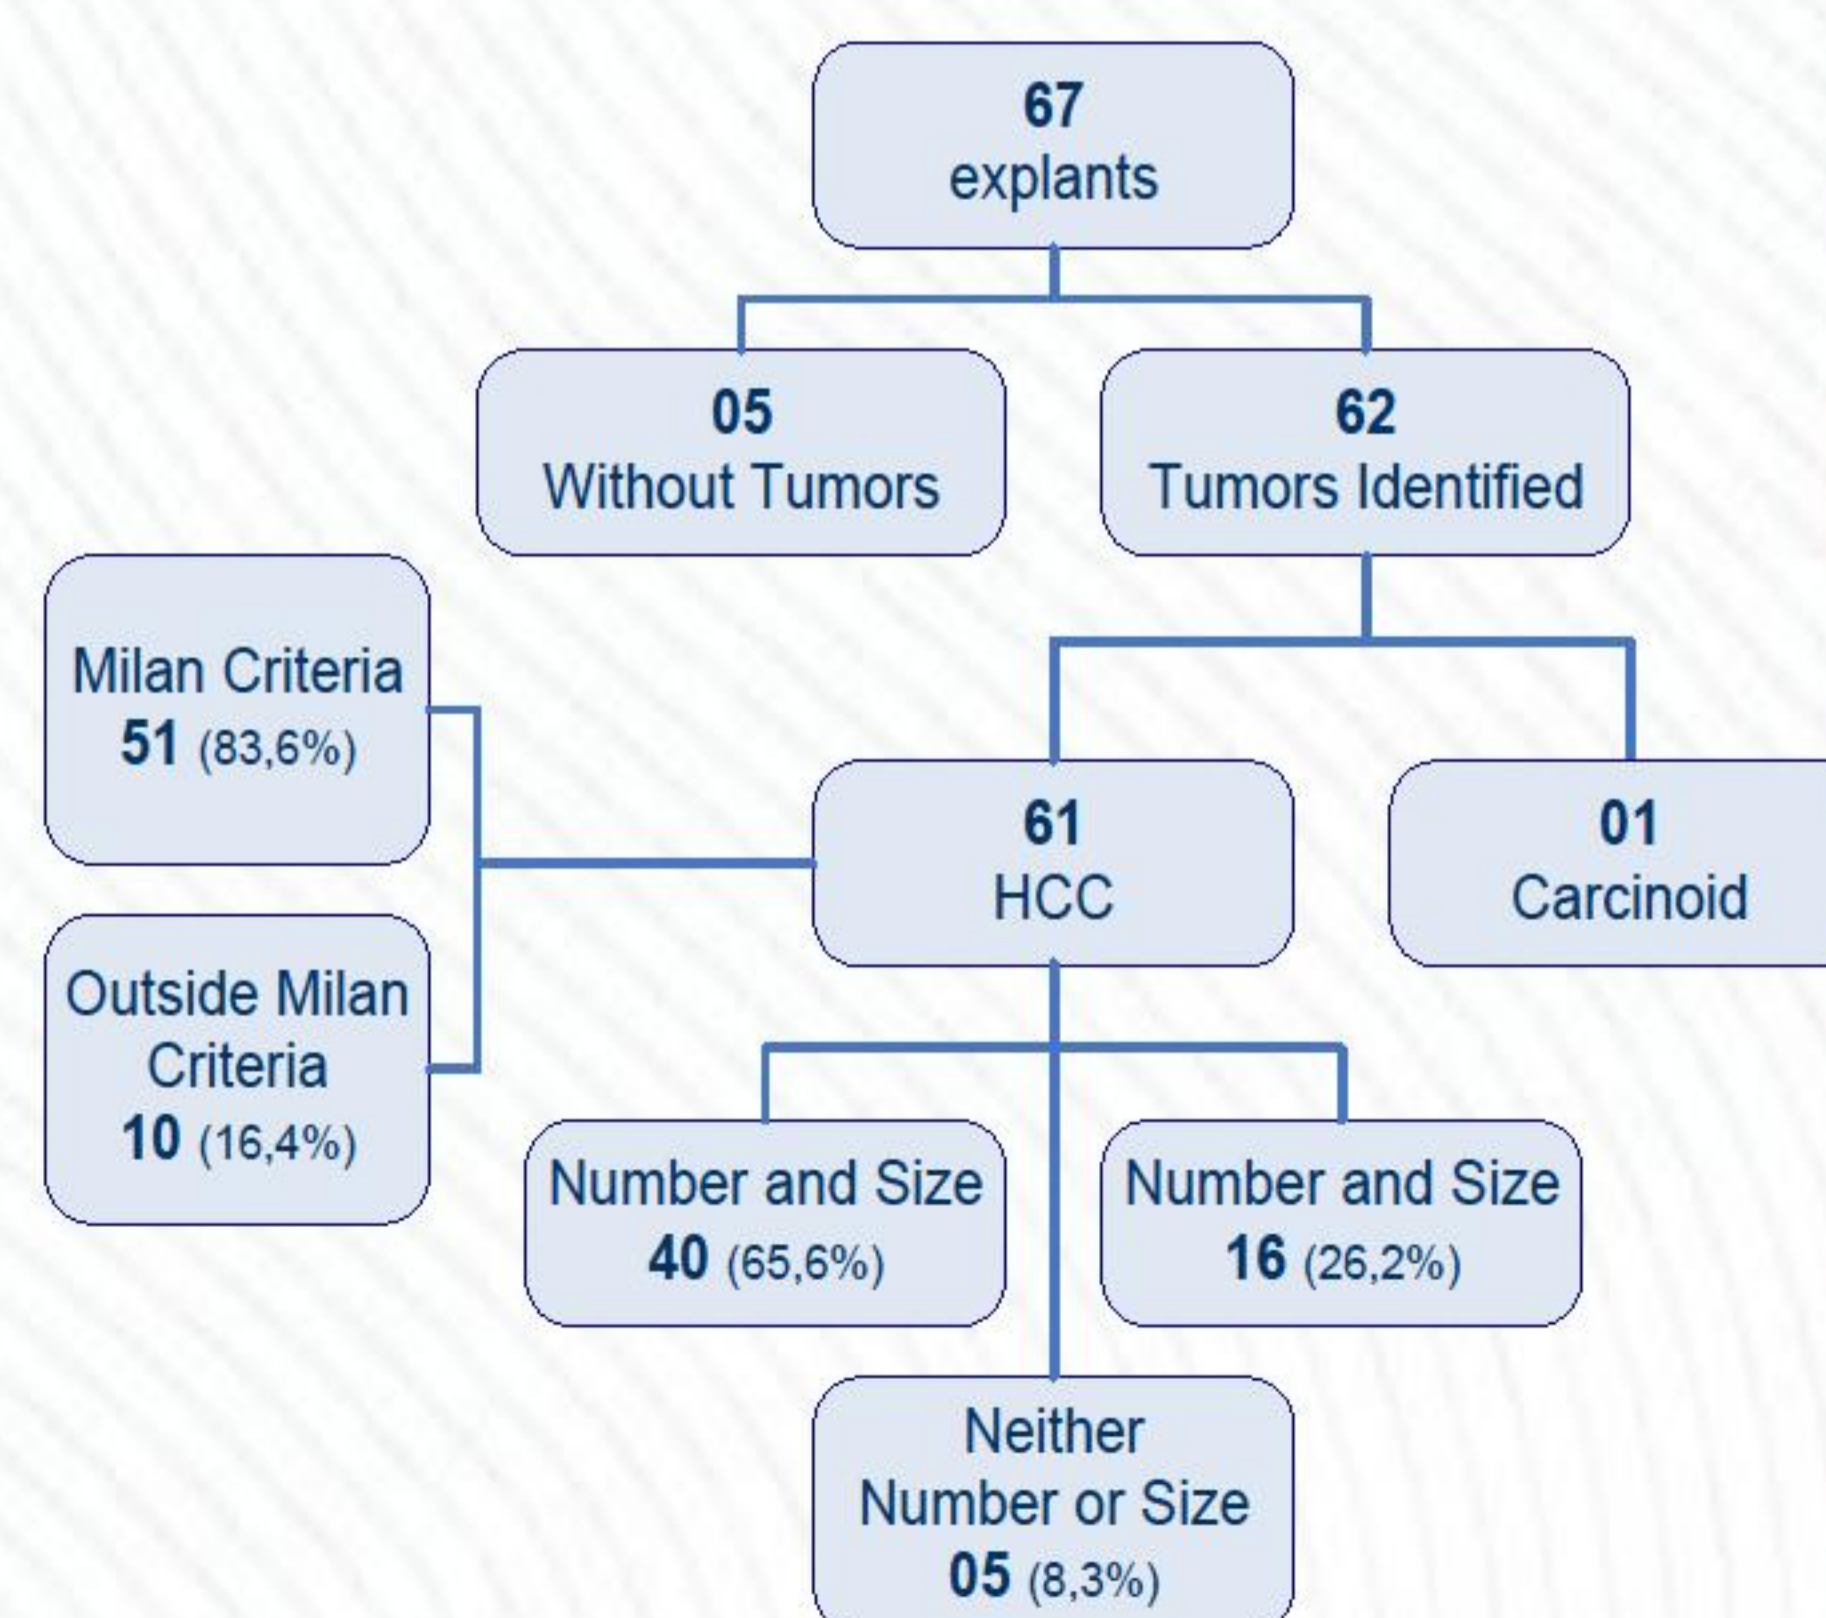 67
explants
05
Without Tumors
62
Tumors Identified
Milan Criteria
51 (83,6%)
61
HCC
01
Carcinoid
Outside Milan
Criteria
10 (16,4%)
Number and Size
40 (65,6%)
Number and Size
16 (26,2%)
Neither
Number or Size
05 (8,3%)